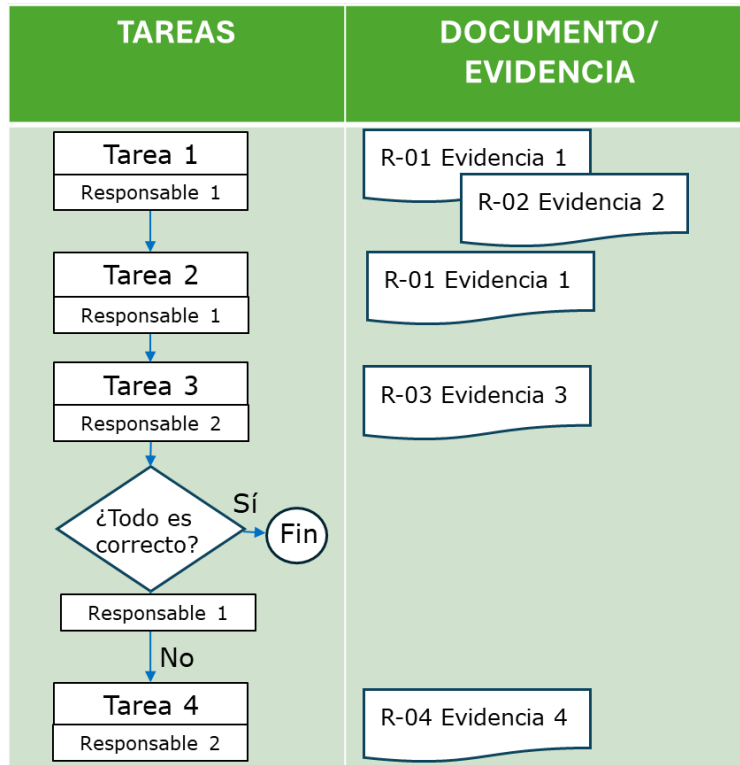 TAREAS
DOCUMENTO/
EVIDENCIA
Tarea 1
Responsable 1
R-01 Evidencia 1
R-02 Evidencia 2
Tarea 2
Responsable 1
R-01 Evidencia 1
Tarea 3
Responsable 2
R-03 Evidencia 3
¿Todo es
correcto?
Sí
Fin
Responsable 1
No
Tarea 4
Responsable 2
R-04 Evidencia 4